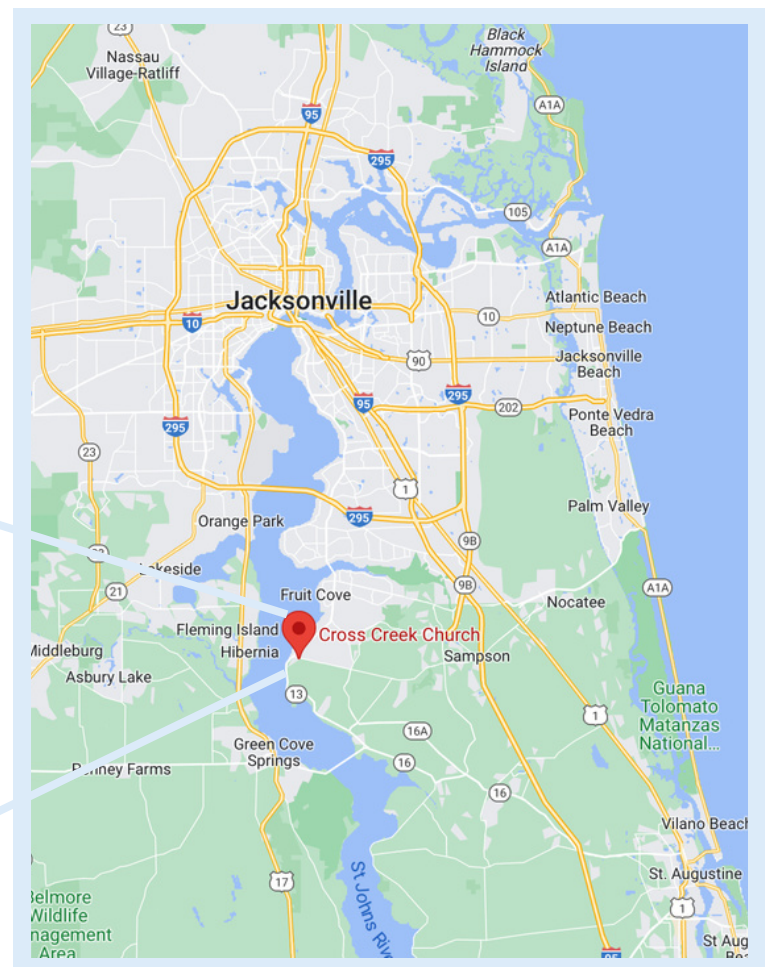 23
Nassau
Village-Ratliff
Black
Hammock
Island
95
A1A
295
105
A1A
Jacksonville
Atlantic Beach
10
10
Neptune Beach
90
Jacksonville
Beach
95
295
202
Ponte Vedra
Beach
295
23
1
Palm Valley
Orange Park
295
9B
Lakeside
21
Fruit Cove
9B
A1A
Nocatee
Fleming Island
Cross Creek Church
Middleburg
Hibernia
Sampson
Asbury Lake
13
Guana
Tolomato
Matanzas
National...
1
16A
Green Cove
Springs
16
Penney Farms
16
Vilano Beach
St. Augustine
17
St Johns
1
Belmore
Wildlife
nagement
Area
St Aug
95